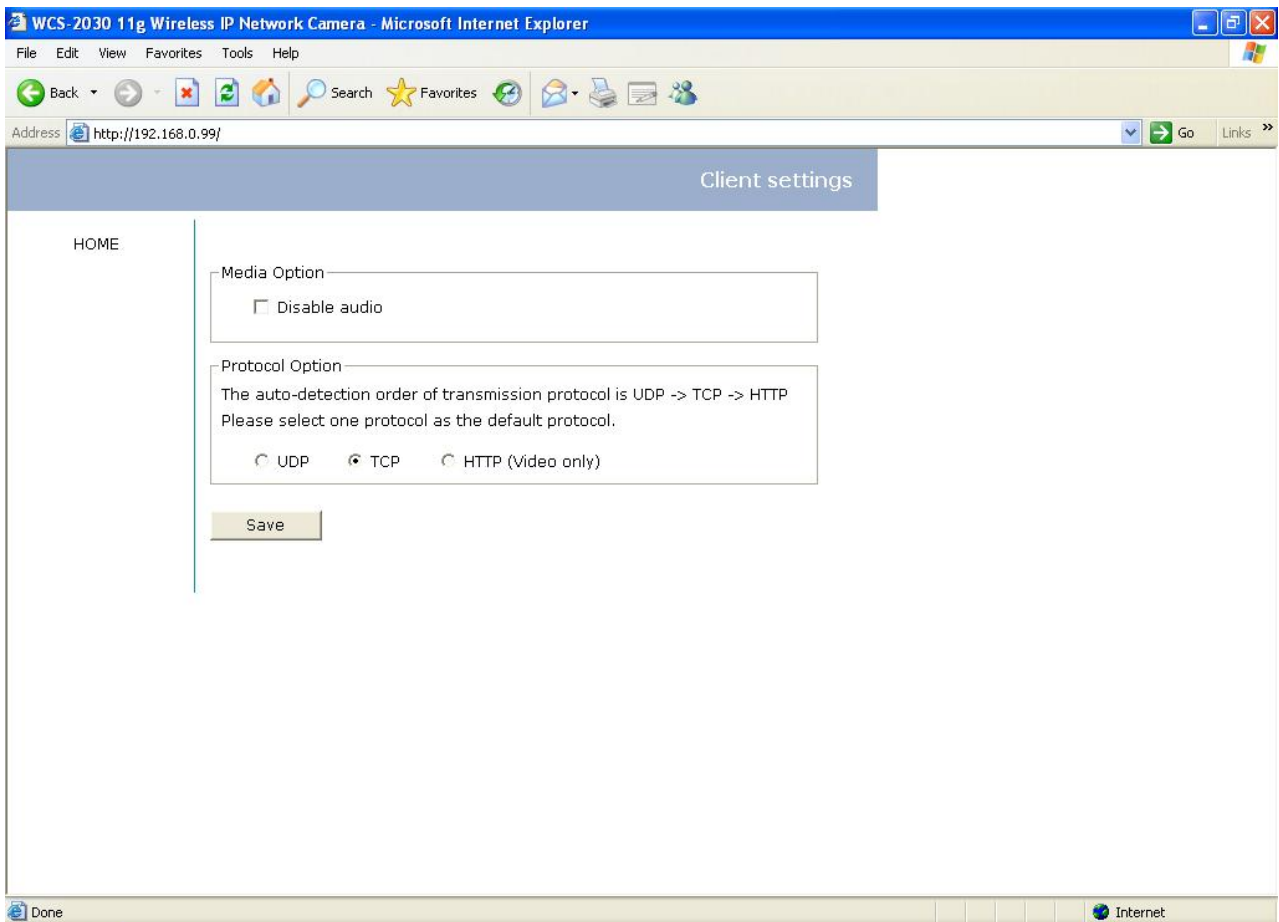 WCS-2030 11g Wireless IP Network Camera - Microsoft Internet Explorer
File Edit View Favorites Tools Help
Back Search Favorites
Address http://192.168.0.99/ Go Links »
Client settings
HOME
Media Option
Disable audio
Protocol Option
The auto-detection order of transmission protocol is UDP -> TCP -> HTTP
Please select one protocol as the default protocol.
UDP TCP HTTP (Video only)
Save
Done Internet